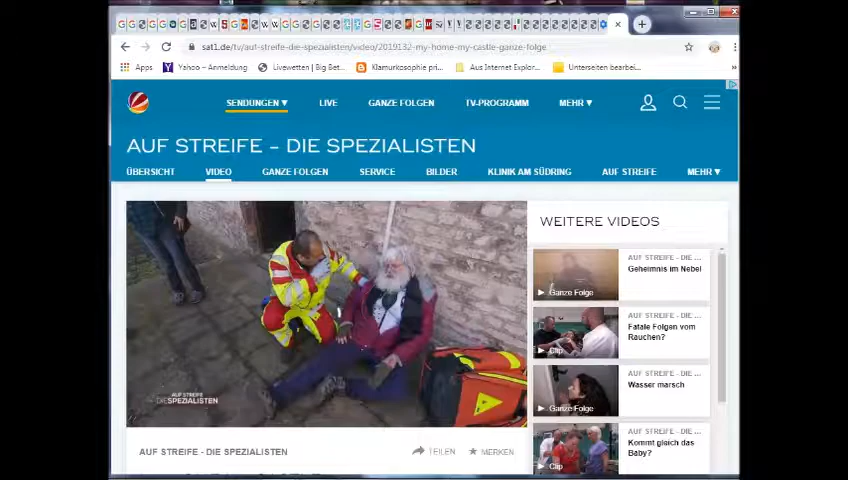 sat1.de/tv/auf-streife-die-spezialisten/video/2019132-my-home-my-castle-ganze-folge
Apps
Yahoo – Anmeldung
Livewetten | Big Bet...
Klamurkosophie pri...
Aus Internet Explor...
Unterseiten bearbei...
SENDUNGEN
LIVE
GANZE FOLGEN
TV-PROGRAMM
MEHR
AUF STREIFE – DIE SPEZIALISTEN
ÜBERSICHT
VIDEO
GANZE FOLGEN
SERVICE
BILDER
KLINIK AM SÜDRING
AUF STREIFE
MEHR
AUF STREIFE
DIE SPEZIALISTEN
AUF STREIFE - DIE SPEZIALISTEN
TEILEN
MERKEN
WEITERE VIDEOS
AUF STREIFE - DIE ...
Geheimnis im Nebel
Ganze Folge
AUF STREIFE - DIE ...
Fatale Folgen vom
Rauchen?
Clip
AUF STREIFE - DIE ...
Wasser marsch
Ganze Folge
AUF STREIFE - DIE ...
Kommt gleich das
Baby?
Clip